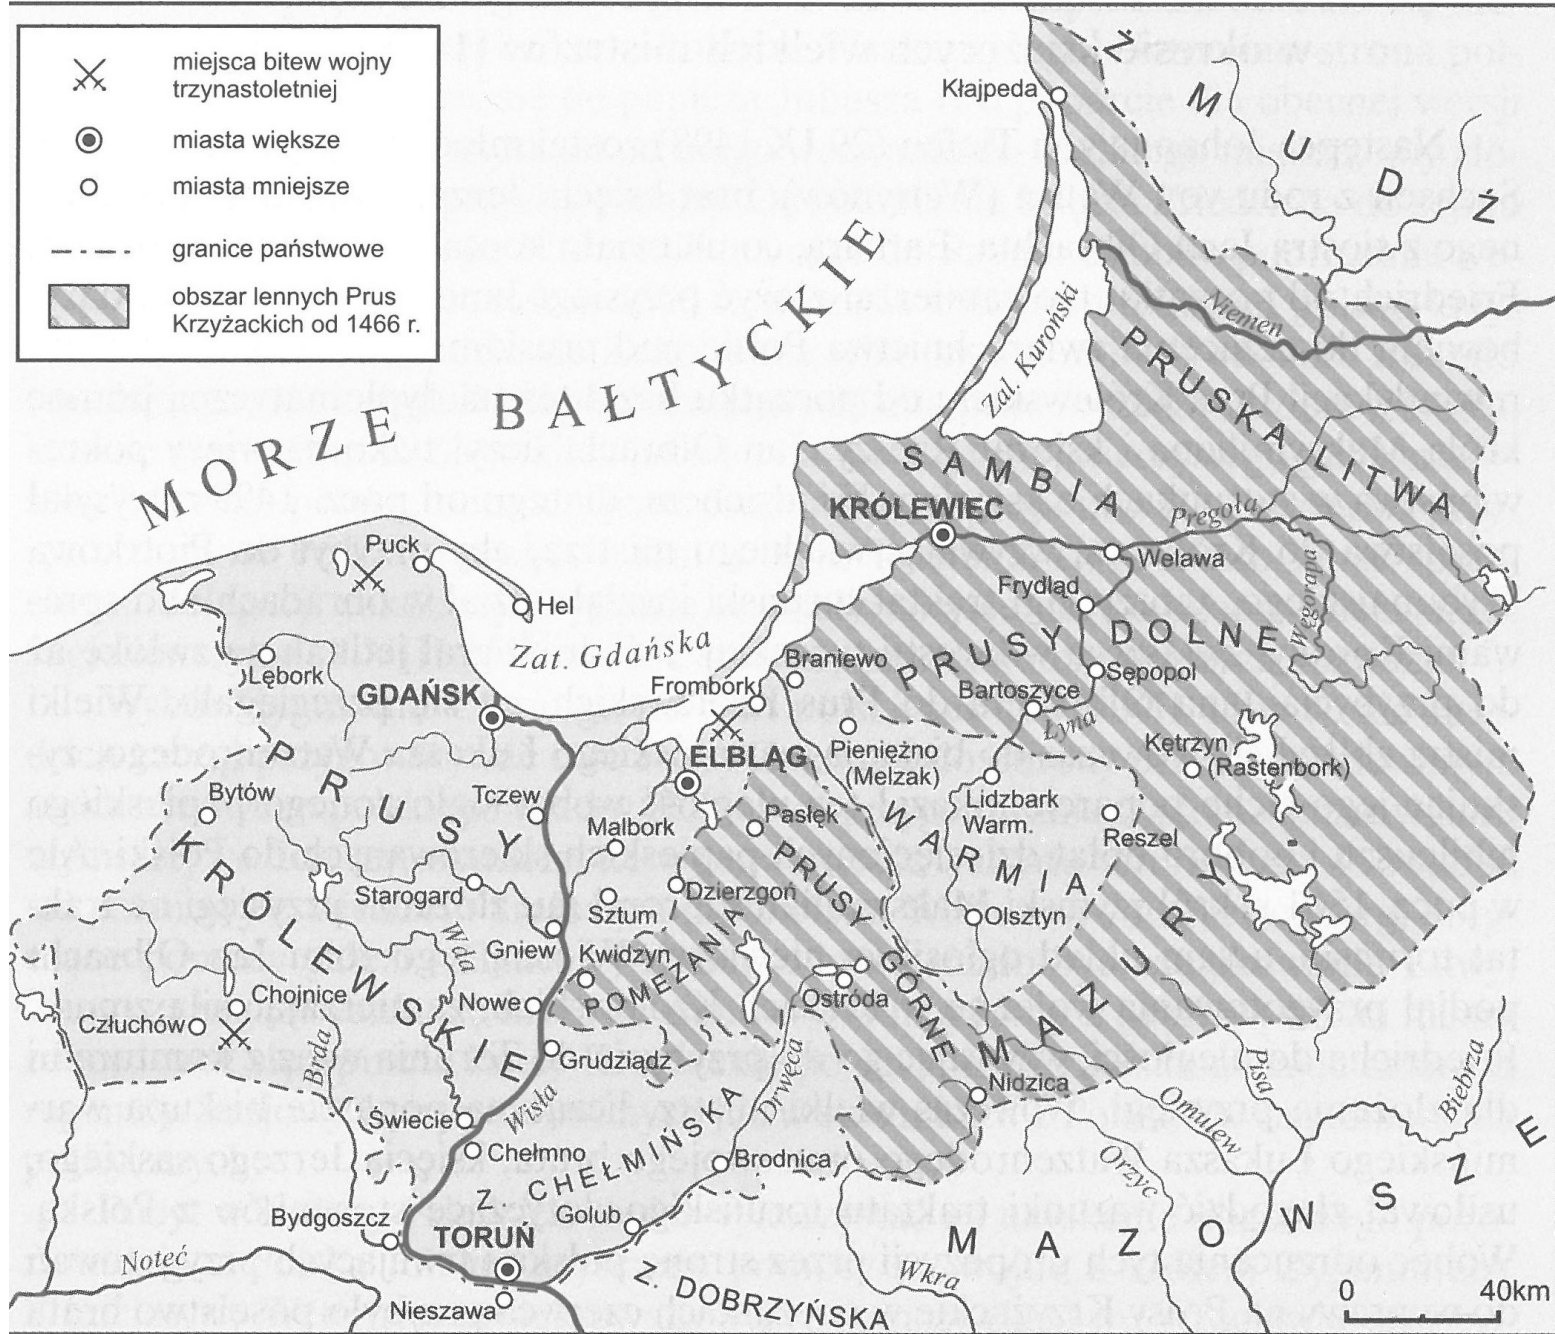 miejsca bitew wojny
trzynastoletniej
miasta większe
miasta mniejsze
granice państwowe
obszar lennych Prus
Krzyżackich od 1466 r.
ŻMUDŹ
Kłajpeda
MORZE BAŁTYCKIE
Zal. Kuroński
Niemen
PRUSKA LITWA
SAMBIA
KRÓLEWIEC
Pregoła
Welawa
Frydląd
Węgorapa
Puck
Hel
Zat. Gdańska
Lębork
GDAŃSK
PRUSY DOLNE
Braniewo
Frombork
Sępopol
Bartoszyce
Łyna
Pieniężno
(Melzak)
Kętrzyn
(Rastenbork)
ELBLĄG
Lidzbark
Warm.
Reszel
Bytów
Tczew
Malbork
Pasłęk
PRUSY
KRÓLEWSKIE
WARMIA
Starogard
Sztum
Dzierzgoń
PRUSY GÓRNE
Olsztyn
MAZURY
Wda
Gniew
Kwidzyn
POMEZANIA
Ostróda
Chojnice
Człuchów
Nowe
Grudziądz
Brda
Drwęca
Nidzica
Pisa
Omulew
Biebrza
Orzyc
Świecie
Wisła
Chełmno
Z. CHEŁMIŃSKA
Brodnica
Bydgoszcz
TORUŃ
Golub
Noteć
Nieszawa
Z. DOBRZYŃSKA
Wkra
MAZOWSZE
0 40km